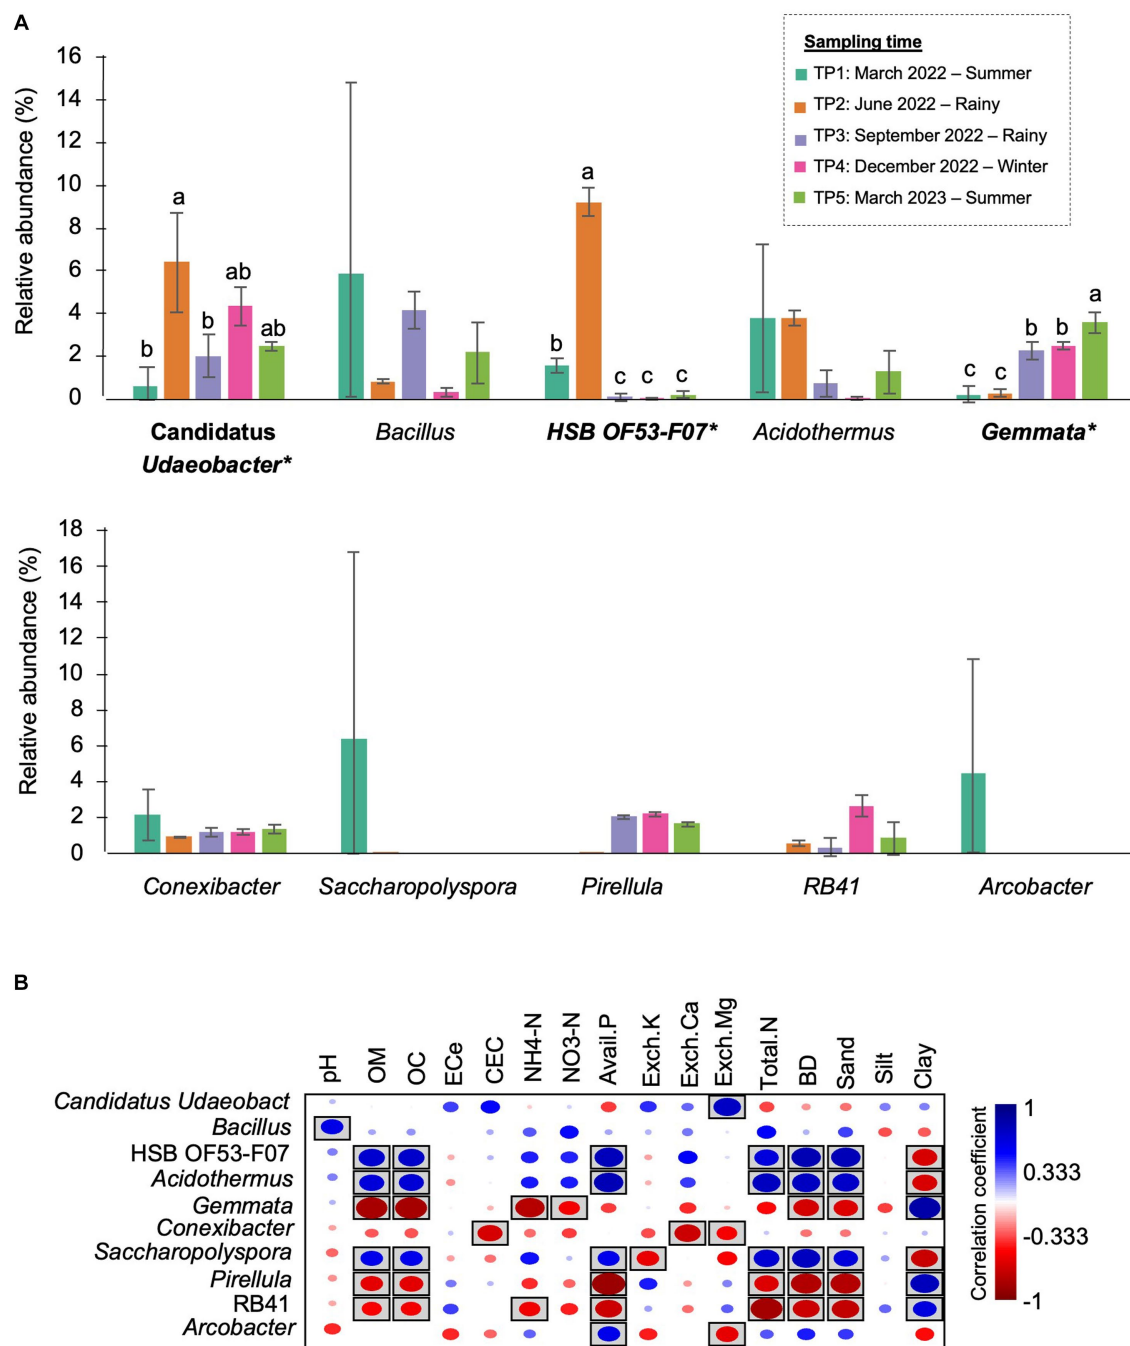 A
Relative abundance (%)
16
14
12
10
8
6
4
2
0
Sampling time
TP1: March 2022 – Summer
TP2: June 2022 – Rainy
TP3: September 2022 – Rainy
TP4: December 2022 – Winter
TP5: March 2023 – Summer
b
a
b
ab
ab
b
a
c
c
c
c
c
b
b
a
Candidatus
Udaeobacter*
Bacillus
HSB OF53-F07*
Acidothermus
Gemmata*
Relative abundance (%)
18
16
14
12
10
8
6
4
2
0
Conexibacter
Saccharopolyspora
Pirellula
RB41
Arcobacter
B
pH
OM
OC
ECe
CEC
NH4-N
NO3-N
Avail.P
Exch.K
Exch.Ca
Exch.Mg
Total.N
BD
Sand
Silt
Clay
Candidatus Udaeobact
Bacillus
HSB OF53-F07
Acidothermus
Gemmata
Conexibacter
Saccharopolyspora
Pirellula
RB41
Arcobacter
Correlation coefficient
1
0.333
-0.333
-1